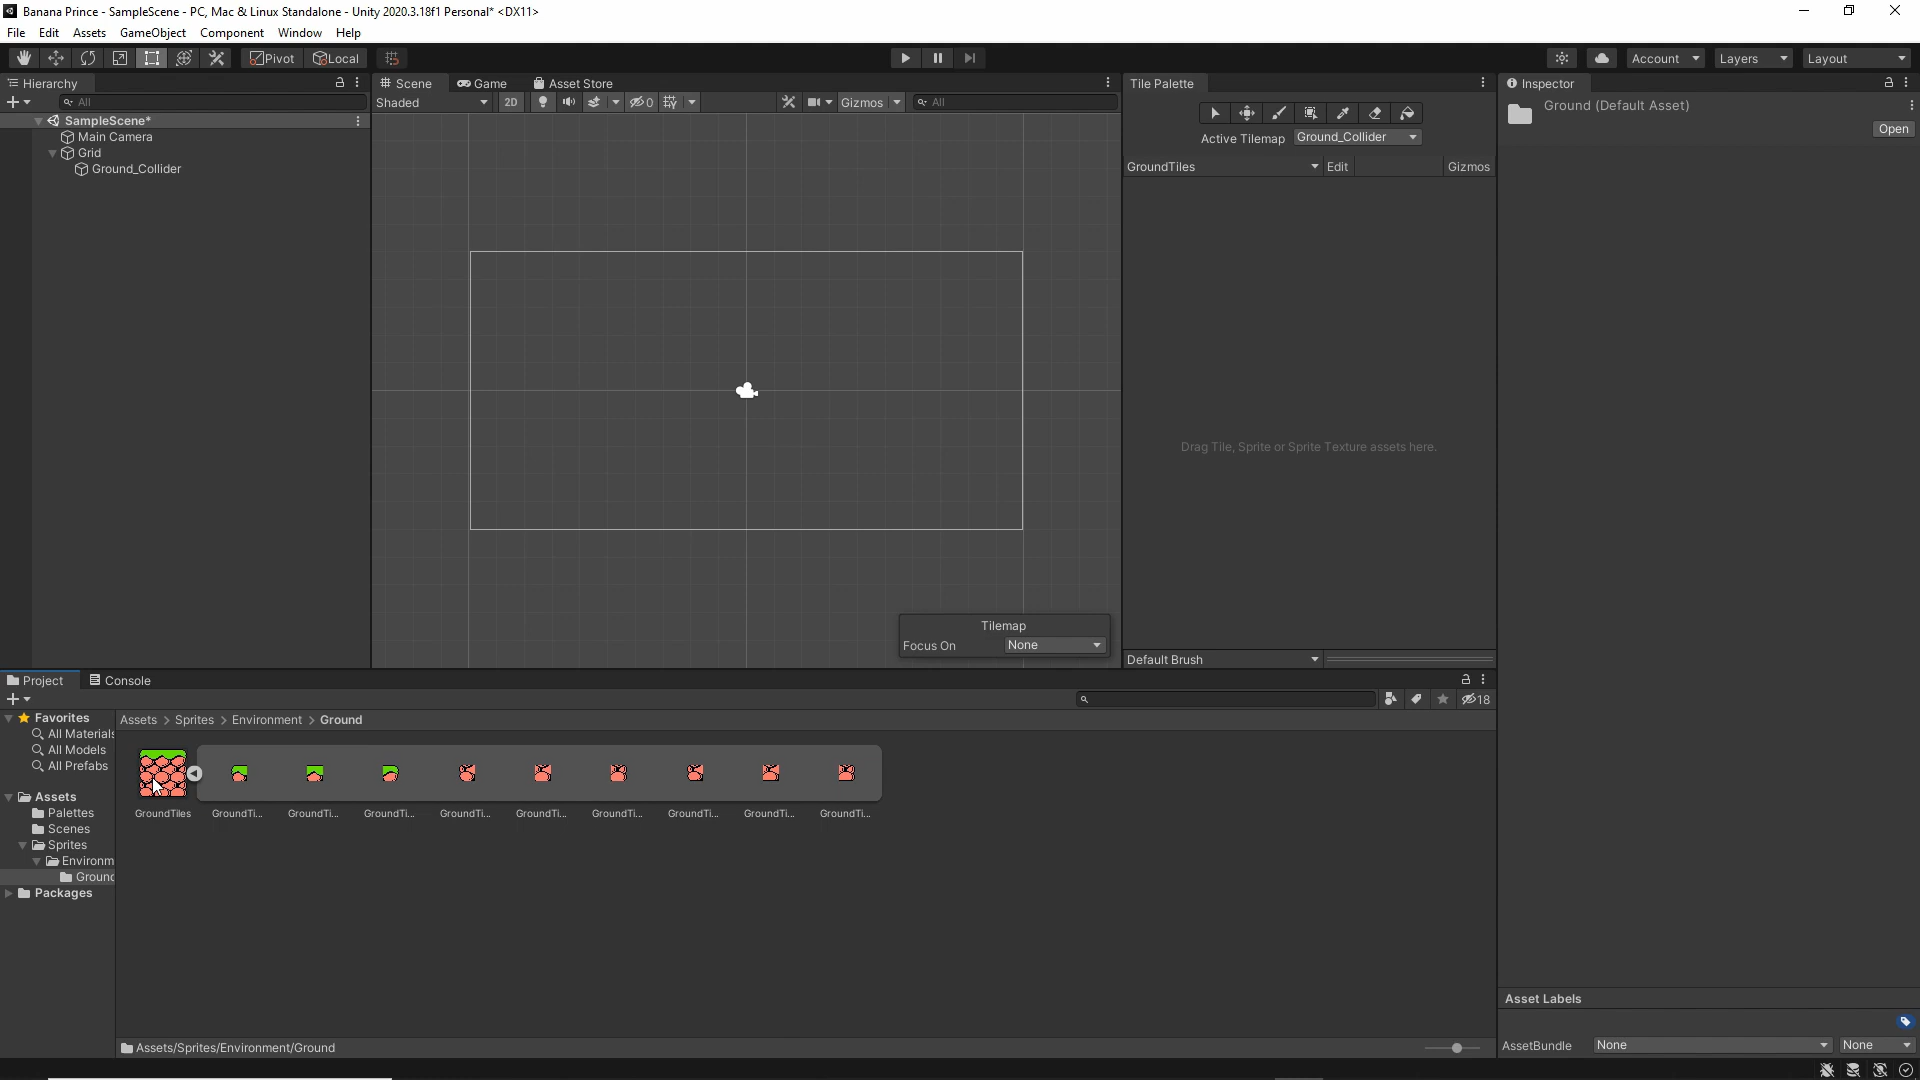 Banana Prince - SampleScene - PC, Mac & Linux Standalone - Unity 2020.3.18f1 Personal* <DX11>
File Edit Assets GameObject Component Window Help
Pivot Local Account Layers Layout
Hierarchy
All
SampleScene*
Main Camera
Grid
Ground_Collider
Scene Game Asset Store
Shaded 2D 0 Gizmos All
Tilemap
Focus On None
Tile Palette
Active Tilemap Ground_Collider
GroundTiles Edit Gizmos
Drag Tile, Sprite or Sprite Texture assets here.
Default Brush
Inspector
Ground (Default Asset)
Open
Asset Labels
AssetBundle None None
Project Console
18
Favorites
All Materials
All Models
All Prefabs
Assets
Palettes
Scenes
Sprites
Environm
Ground
Packages
Assets > Sprites > Environment > Ground
GroundTiles GroundTi... GroundTi... GroundTi... GroundTi... GroundTi... GroundTi... GroundTi... GroundTi... GroundTi...
Assets/Sprites/Environment/Ground